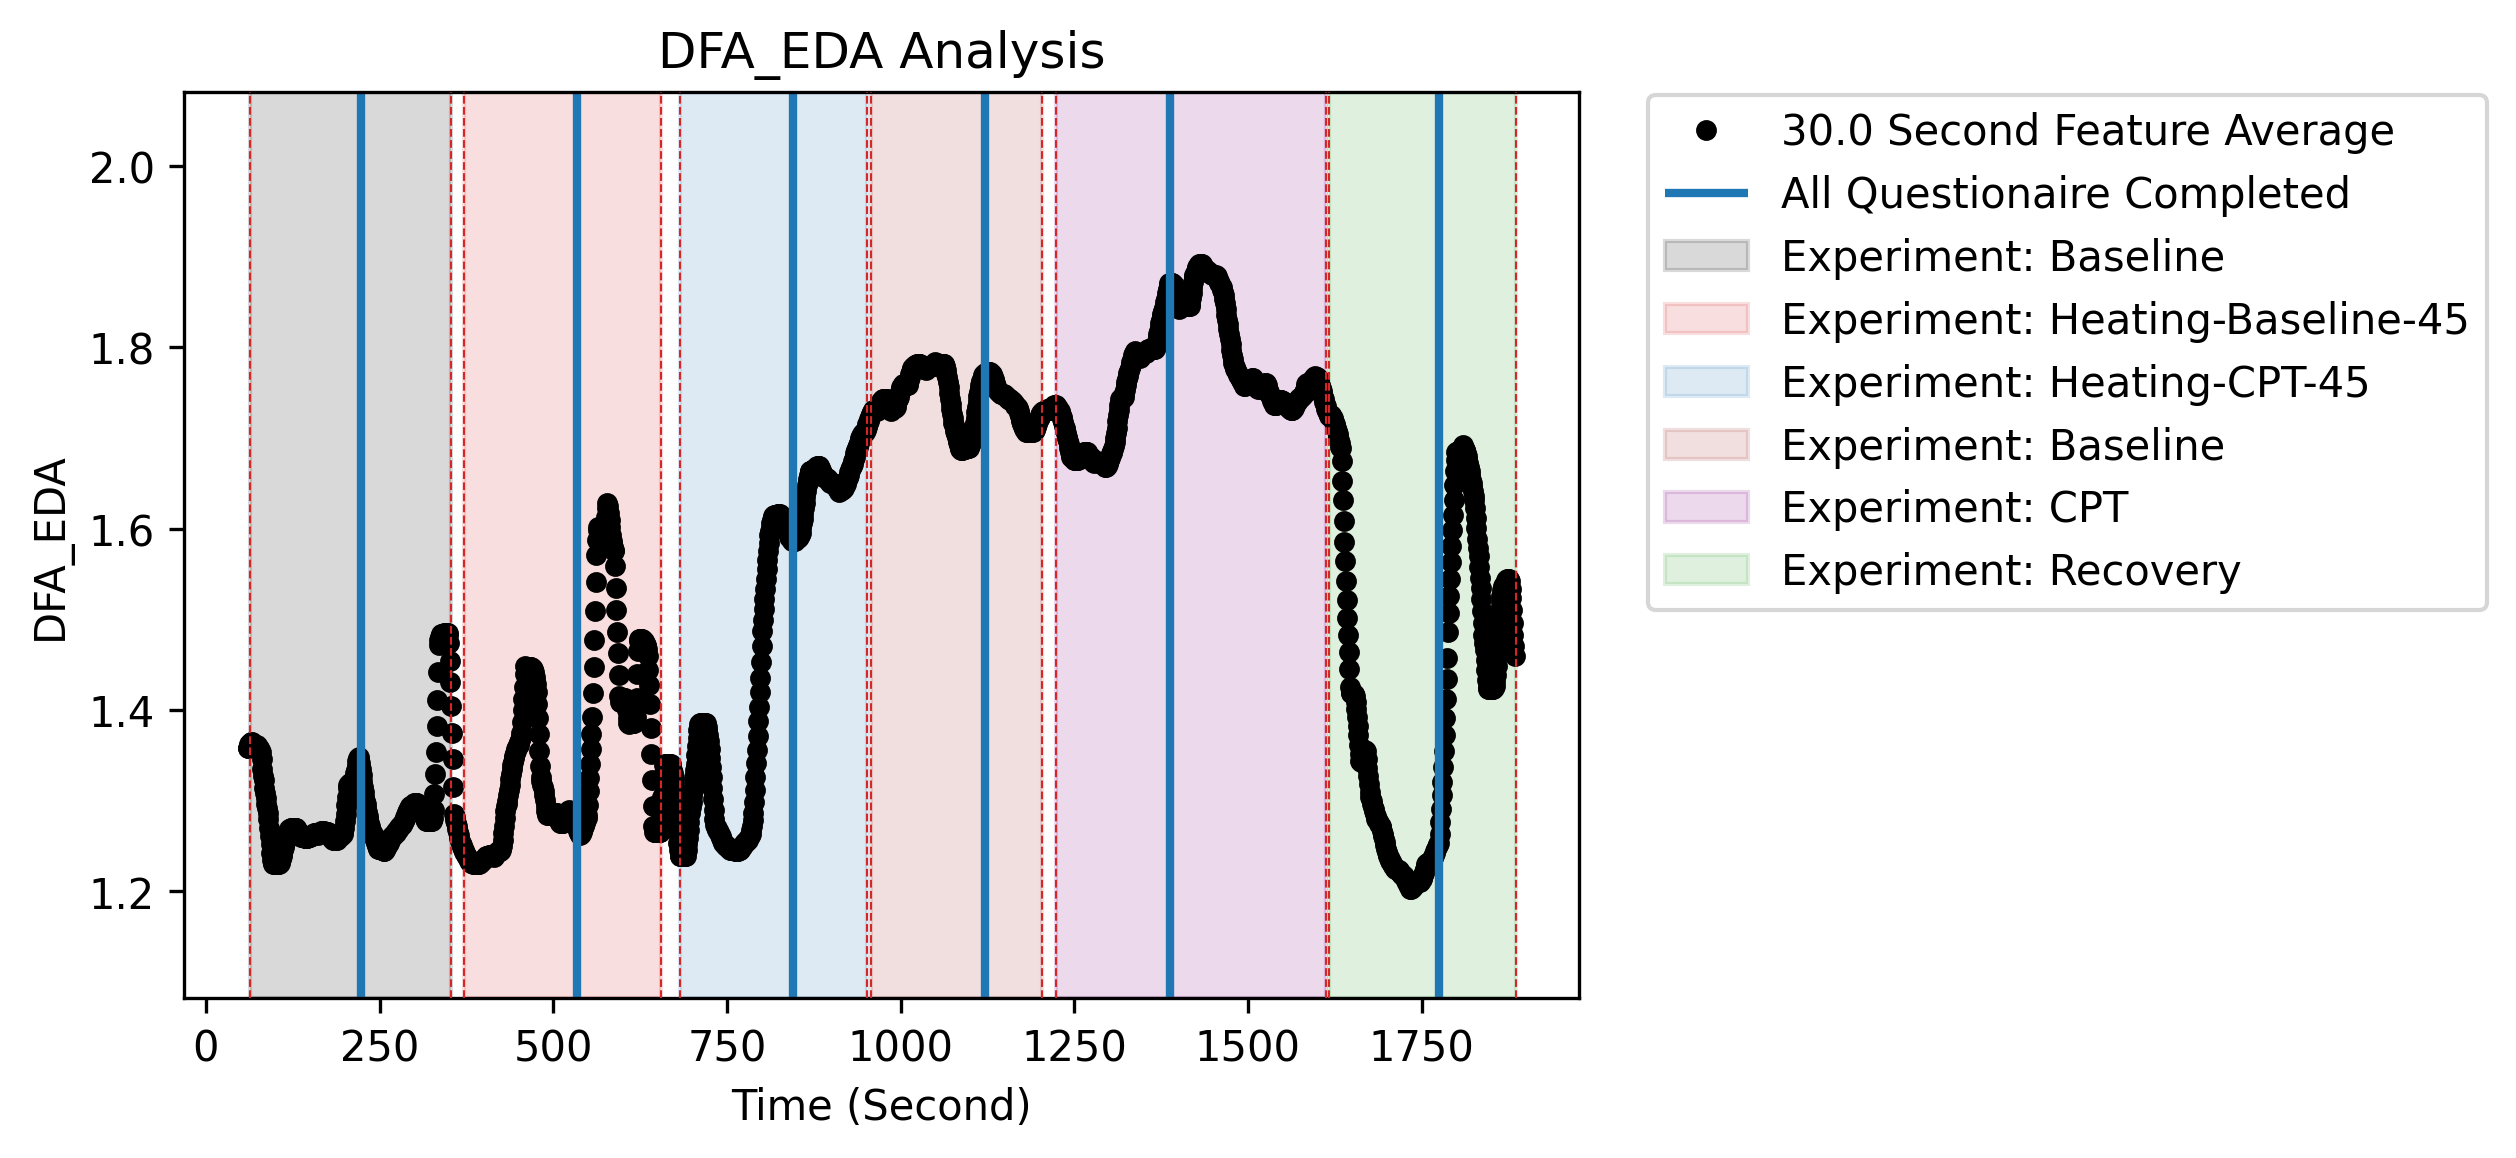 DFA_EDA Analysis
DFA_EDA
2.0
1.8
1.6
1.4
1.2
0 250 500 750 1000 1250 1500 1750
Time (Second)
30.0 Second Feature Average
All Questionaire Completed
Experiment: Baseline
Experiment: Heating-Baseline-45
Experiment: Heating-CPT-45
Experiment: Baseline
Experiment: CPT
Experiment: Recovery